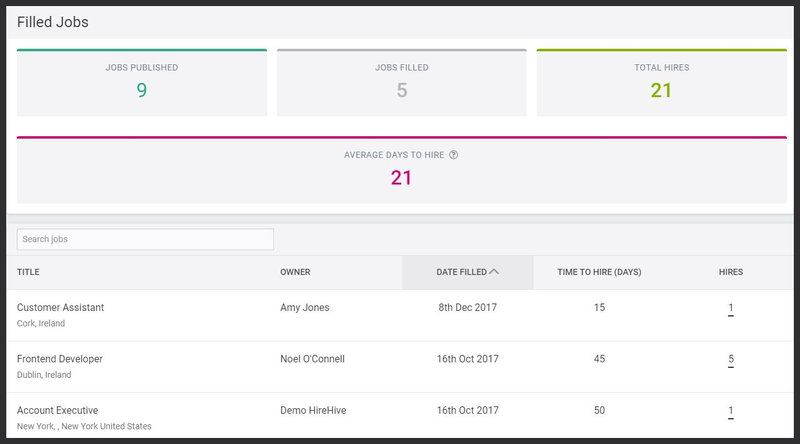 Filled Jobs
JOBS PUBLISHED
9
JOBS FILLED
5
TOTAL HIRES
21
AVERAGE DAYS TO HIRE ?
21
Search jobs
TITLE OWNER DATE FILLED TIME TO HIRE (DAYS) HIRES
Customer Assistant Amy Jones 8th Dec 2017 15 1
Cork, Ireland
Frontend Developer Noel O'Connell 16th Oct 2017 45 5
Dublin, Ireland
Account Executive Demo HireHive 16th Oct 2017 50 1
New York, , New York United States